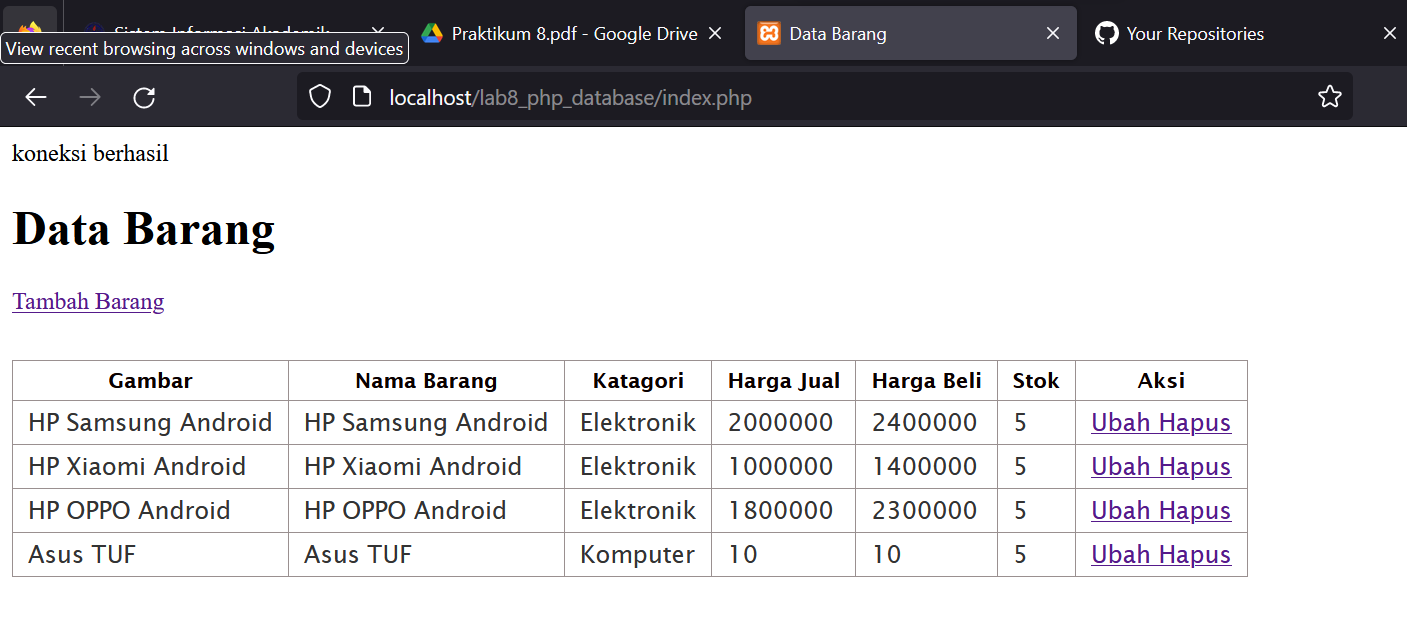 Sistem Informasi Akademik
Praktikum 8.pdf - Google Drive
Data Barang
Your Repositories
View recent browsing across windows and devices
localhost/lab8_php_database/index.php
koneksi berhasil
Data Barang
Tambah Barang
Gambar Nama Barang Katagori Harga Jual Harga Beli Stok Aksi
HP Samsung Android HP Samsung Android Elektronik 2000000 2400000 5 Ubah Hapus
HP Xiaomi Android HP Xiaomi Android Elektronik 1000000 1400000 5 Ubah Hapus
HP OPPO Android HP OPPO Android Elektronik 1800000 2300000 5 Ubah Hapus
Asus TUF Asus TUF Komputer 10 10 5 Ubah Hapus